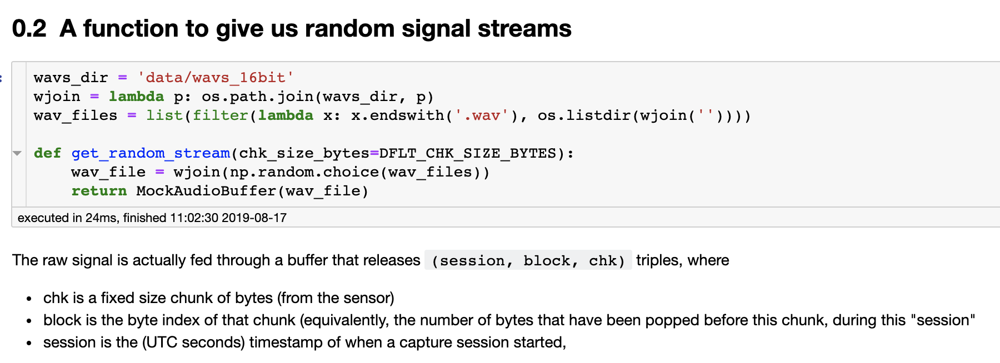 0.2 A function to give us random signal streams
:
wavs_dir = 'data/wavs_16bit'
wjoin = lambda p: os.path.join(wavs_dir, p)
wav_files = list(filter(lambda x: x.endswith('.wav'), os.listdir(wjoin(''))))
def get_random_stream(chk_size_bytes=DFLT_CHK_SIZE_BYTES):
    wav_file = wjoin(np.random.choice(wav_files))
    return MockAudioBuffer(wav_file)
executed in 24ms, finished 11:02:30 2019-08-17
The raw signal is actually fed through a buffer that releases (session, block, chk) triples, where
• chk is a fixed size chunk of bytes (from the sensor)
• block is the byte index of that chunk (equivalently, the number of bytes that have been popped before this chunk, during this "session"
• session is the (UTC seconds) timestamp of when a capture session started,